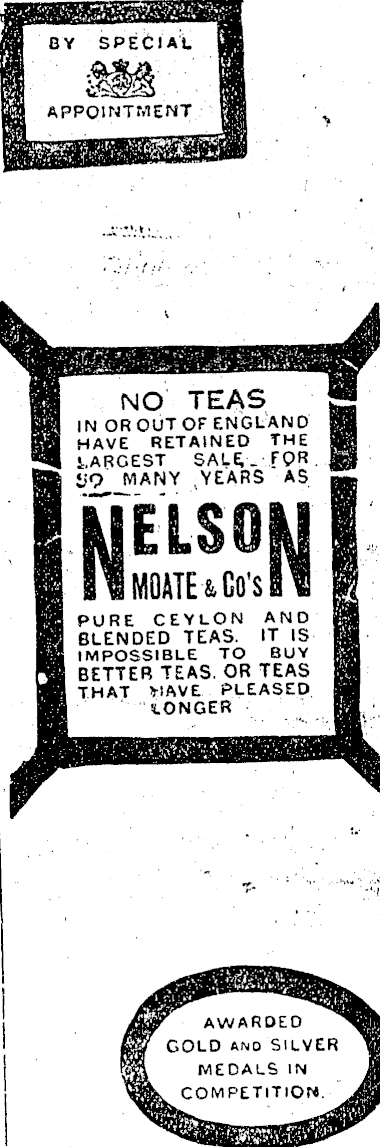 BY SPECIAL
APPOINTMENT
NO TEAS
IN OR OUT OF ENGLAND
HAVE RETAINED THE
LARGEST SALE FOR
SO MANY YEARS AS
NELSON
MOATE & Co's
PURE CEYLON AND
BLENDED TEAS. IT IS
IMPOSSIBLE TO BUY
BETTER TEAS, OR TEAS
THAT HAVE PLEASED
LONGER
AWARDED
GOLD AND SILVER
MEDALS IN
COMPETITION.